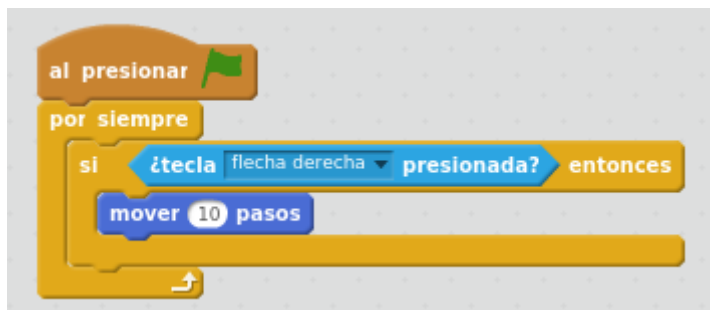 al presionar
por siempre
si ¿tecla flecha derecha presionada? entonces
mover 10 pasos